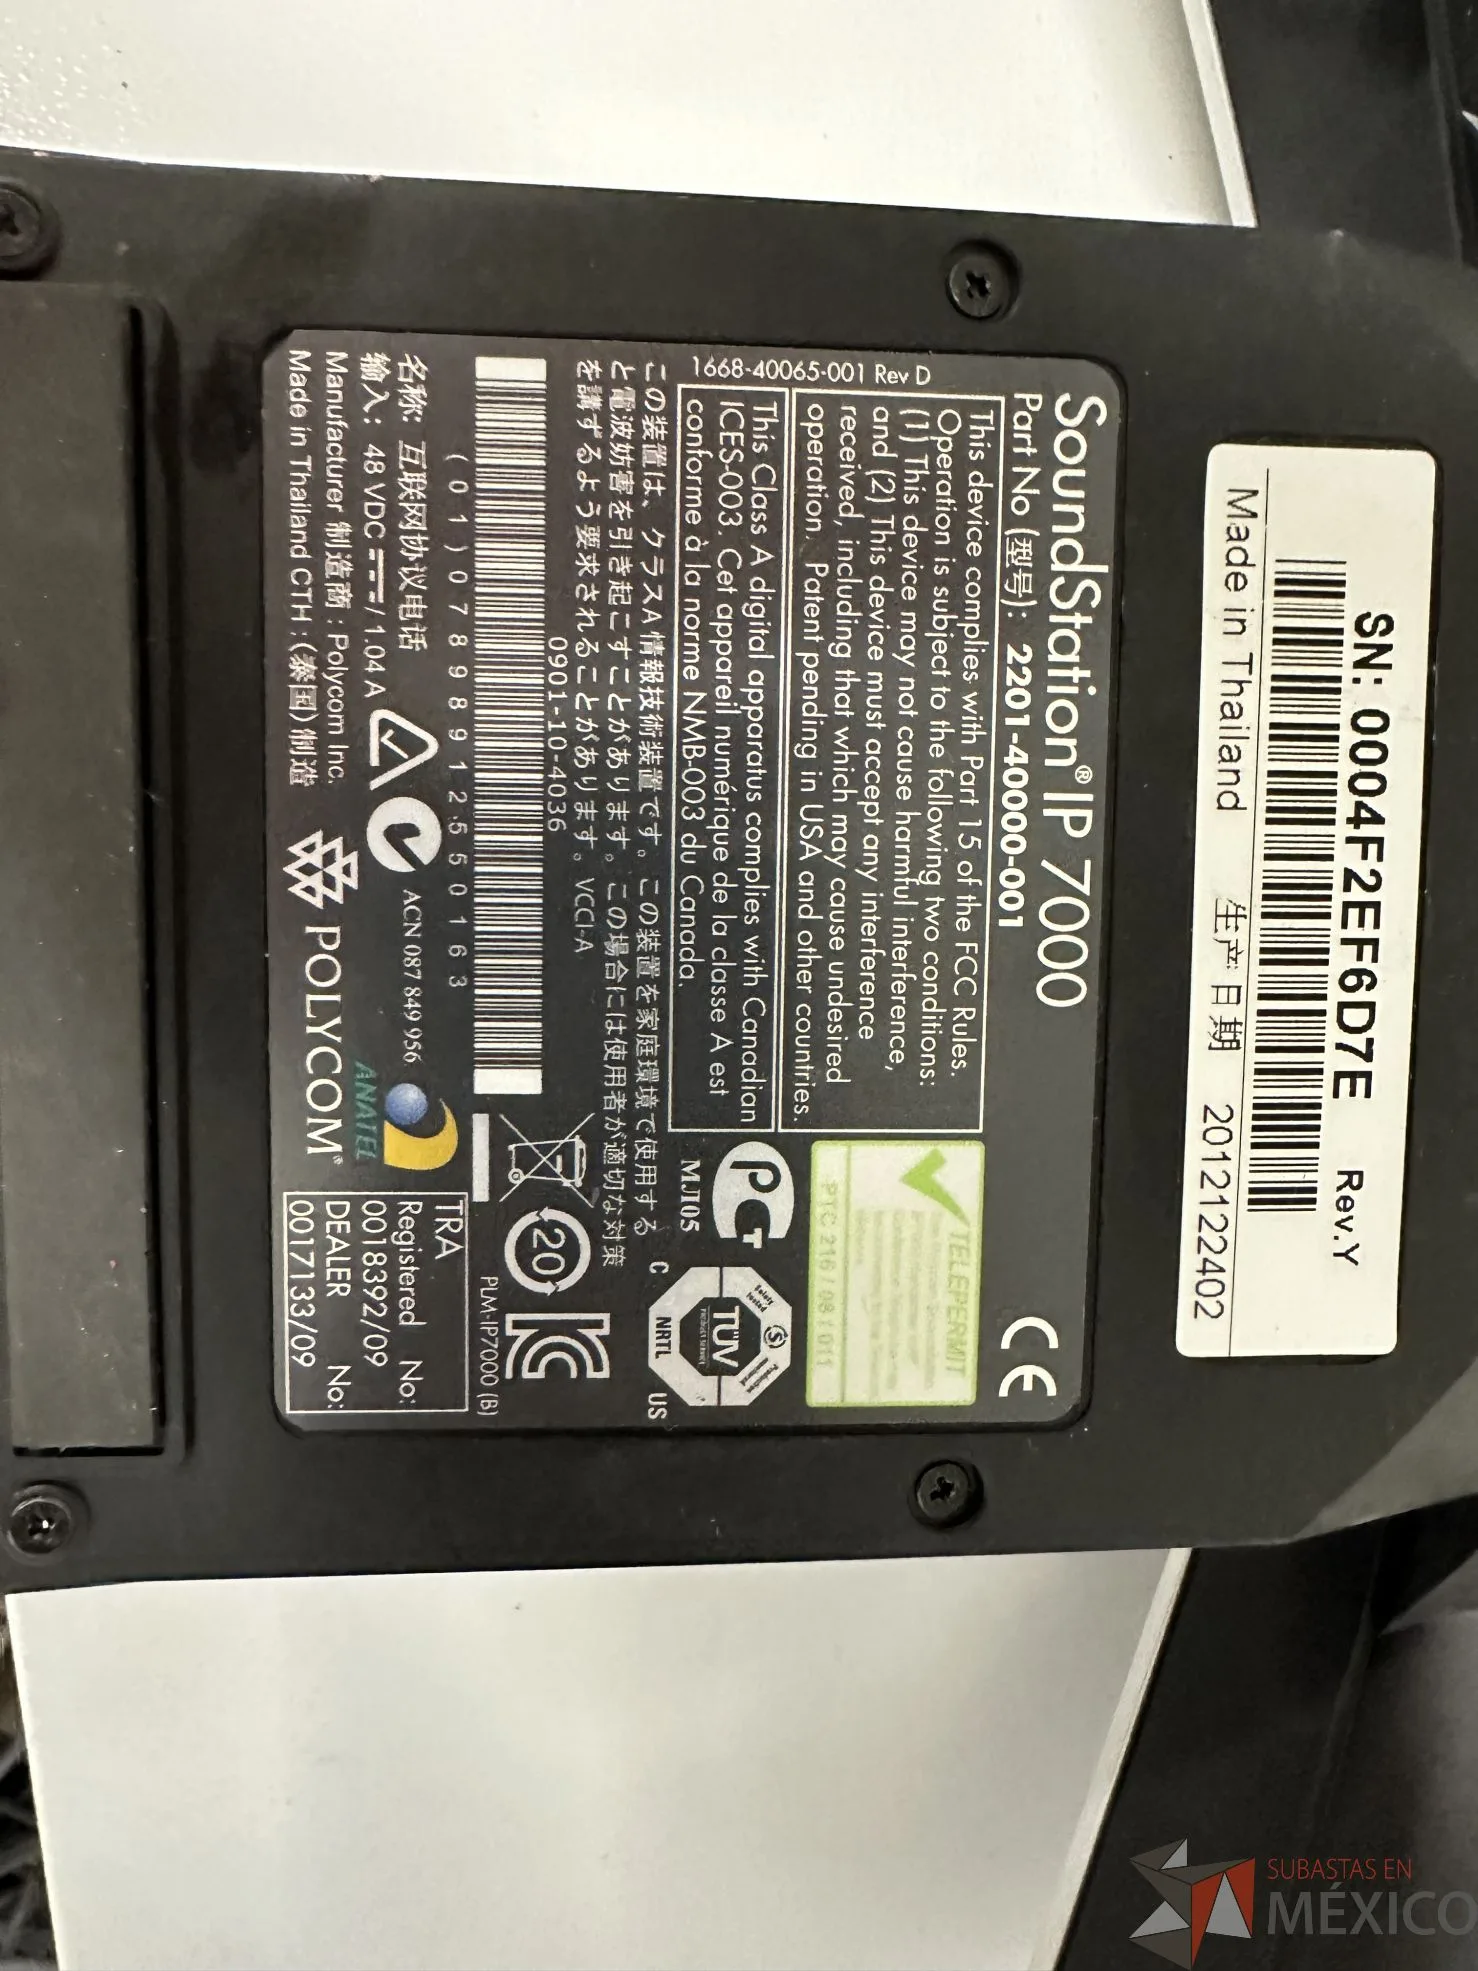 SN: 0004F2EF6D7E Rev.Y
Made in Thailand 生产日期 20121222402
SoundStation® IP 7000
Part No (型号): 2201-40000-001
1668-40065-001 Rev D
This device complies with Part 15 of the FCC Rules.
Operation is subject to the following two conditions:
(1) This device may not cause harmful interference,
and (2) This device must accept any interference
received, including that which may cause undesired
operation. Patent pending in USA and other countries.
This Class A digital apparatus complies with Canadian
ICES-003. Cet appareil numérique de la classe A est
conforme à la norme NMB-003 du Canada.
この装置は、クラスA情報技術装置です。この装置を家庭環境で使用する
と電波妨害を引き起こすことがあります。この場合には使用者が適切な対策
を講ずるよう要求されることがあります。 VCCI-A
0901-10-4036
(01)07898912550163
名称: 互联网协议电话
输入: 48 VDC / 1.04 A
Manufacturer 制造商 : Polycom Inc.
Made in Thailand CTH : (泰国) 制造
ACN 087 849 956
POLYCOM®
ANATEL
CE
TELEPERMIT
PTC 216/08/011
PCT
MJ105
C
TÜV
NRTL
US
20
PLM-IP7000 (B)
TRA
Registered No:
0018392/09
DEALER No:
0017133/09
SUBASTAS EN
MÉXICO